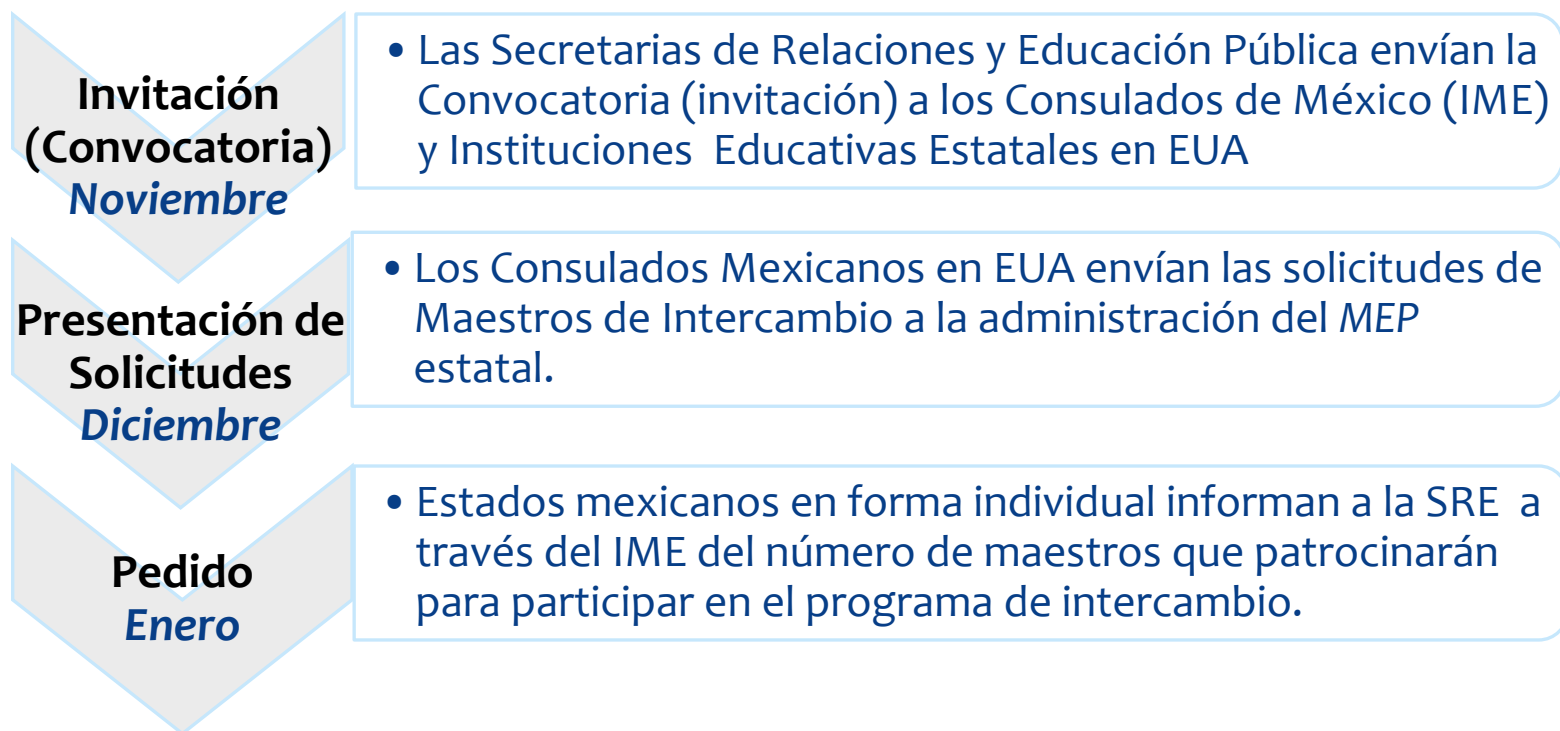 Invitación
(Convocatoria)
Noviembre
• Las Secretarias de Relaciones y Educación Pública envían la
Convocatoria (invitación) a los Consulados de México (IME)
y Instituciones Educativas Estatales en EUA
Presentación de
Solicitudes
Diciembre
• Los Consulados Mexicanos en EUA envían las solicitudes de
Maestros de Intercambio a la administración del MEP
estatal.
Pedido
Enero
• Estados mexicanos en forma individual informan a la SRE a
través del IME del número de maestros que patrocinarán
para participar en el programa de intercambio.